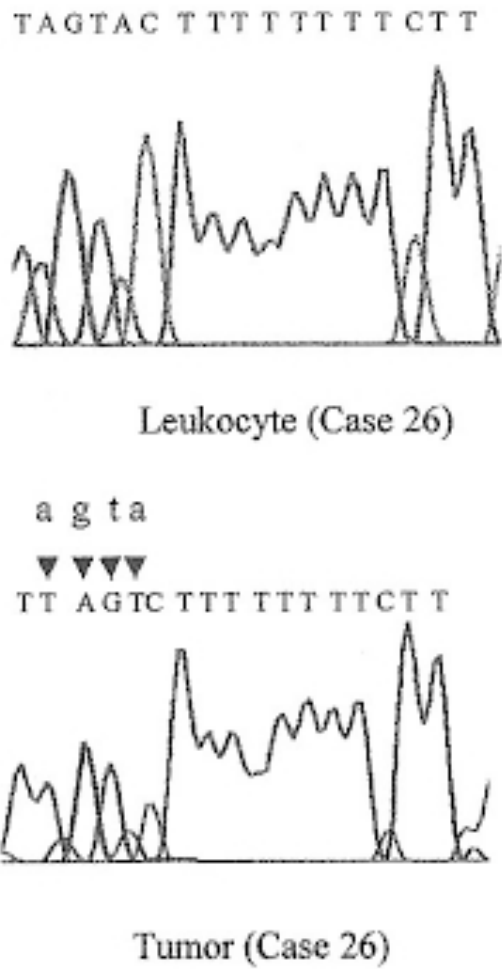 TAGTAC TTTTTTTTCTT
Leukocyte (Case 26)
a g t a
TT AGTC TTT TTT TTCTT
Tumor (Case 26)